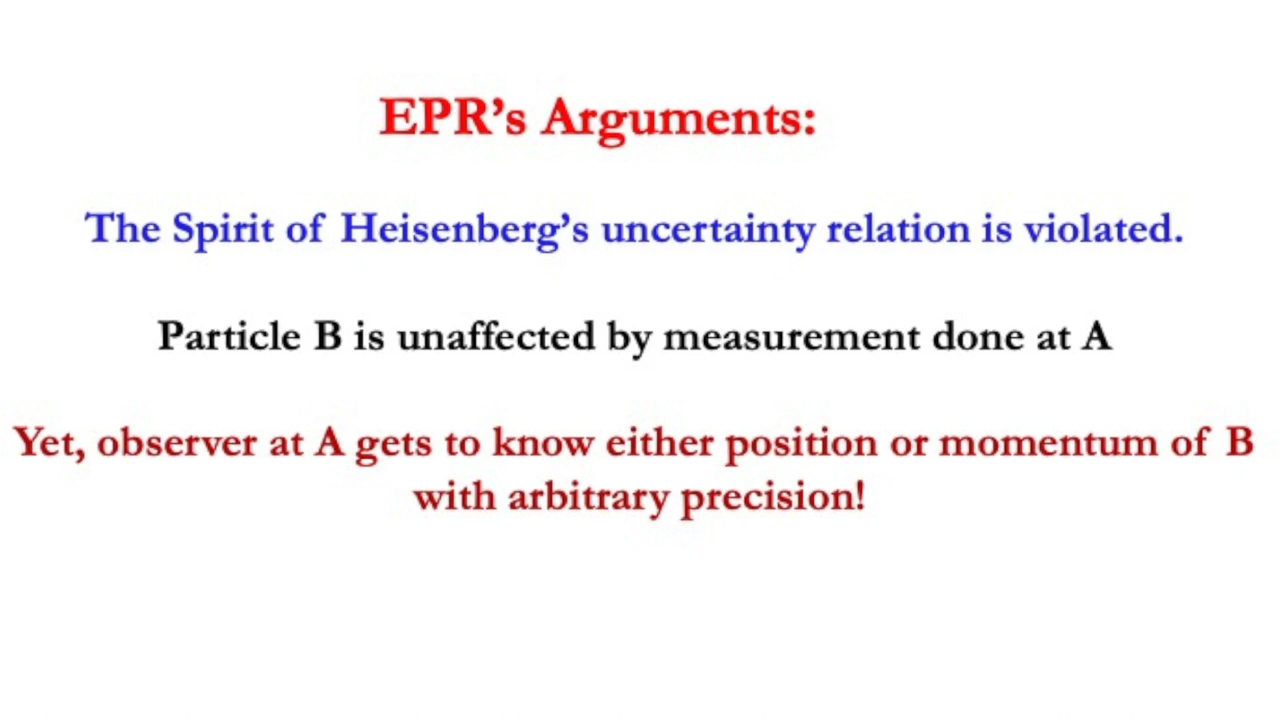 EPR's Arguments:
The Spirit of Heisenberg's uncertainty relation is violated.
Particle B is unaffected by measurement done at A
Yet, observer at A gets to know either position or momentum of B
with arbitrary precision!